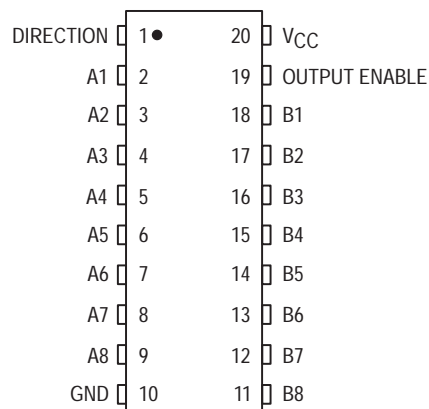 DIRECTION 1 20 VCC
A1 2 19 OUTPUT ENABLE
A2 3 18 B1
A3 4 17 B2
A4 5 16 B3
A5 6 15 B4
A6 7 14 B5
A7 8 13 B6
A8 9 12 B7
GND 10 11 B8